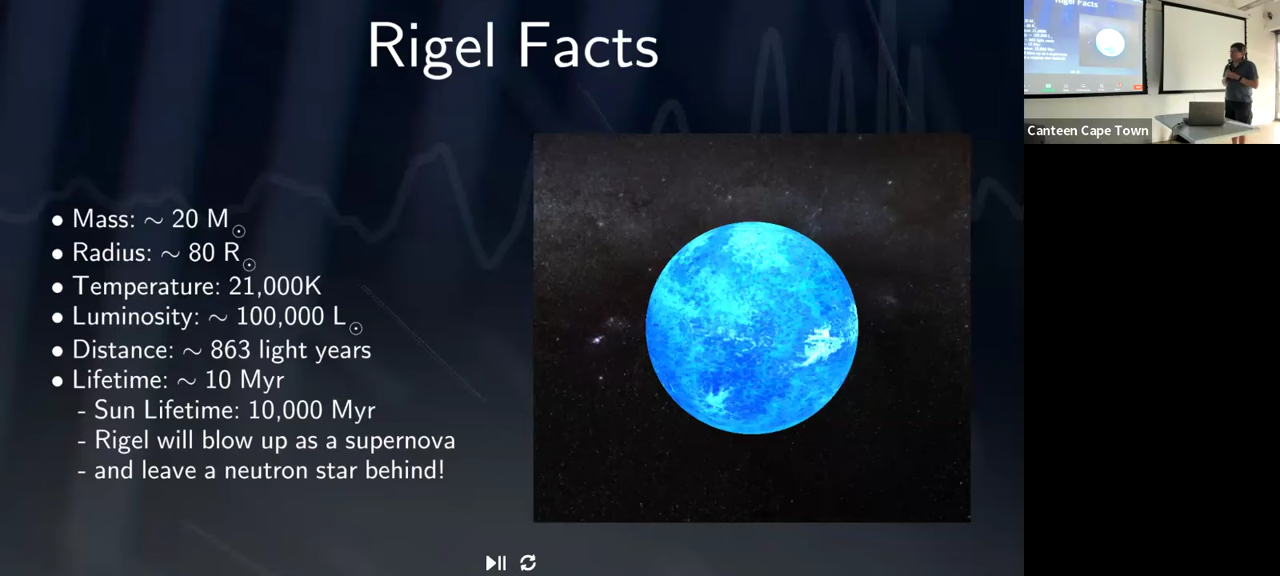 Rigel Facts
• Mass: ∼ 20 M⊙
• Radius: ∼ 80 R⊙
• Temperature: 21,000K
• Luminosity: ∼ 100,000 L⊙
• Distance: ∼ 863 light years
• Lifetime: ∼ 10 Myr
- Sun Lifetime: 10,000 Myr
- Rigel will blow up as a supernova
- and leave a neutron star behind!
Rigel Facts
Canteen Cape Town